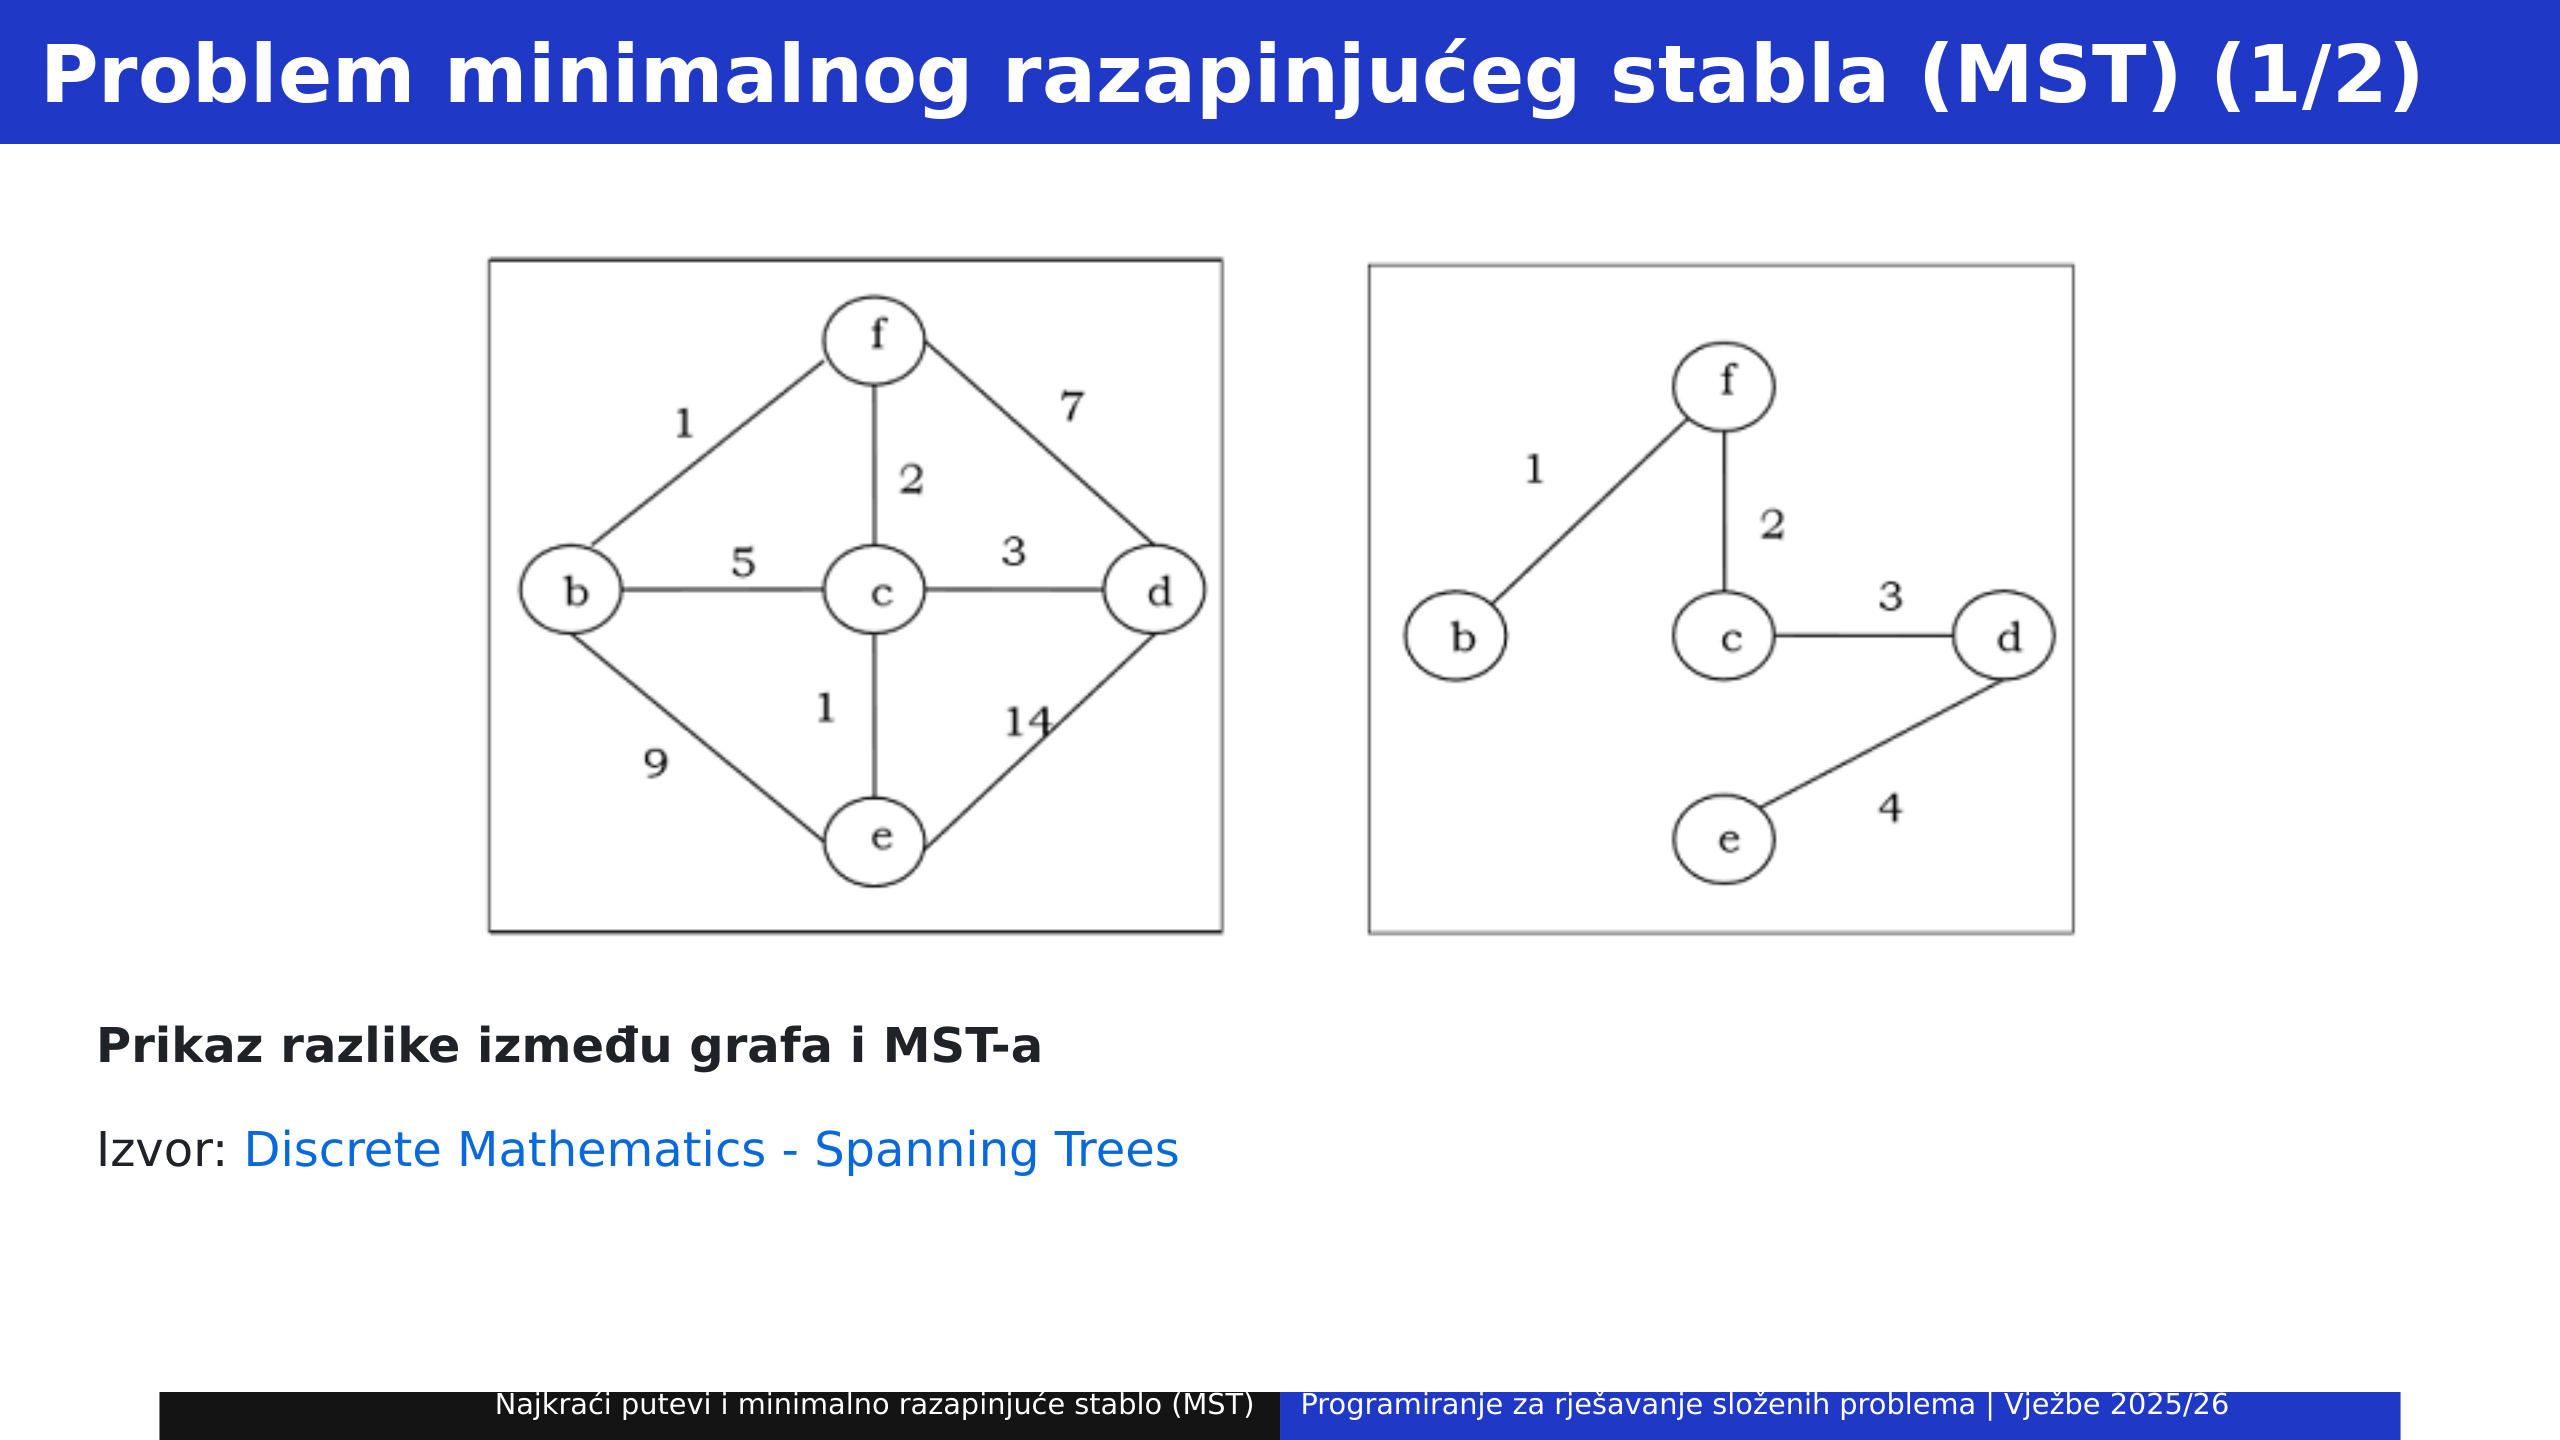 Problem minimalnog razapinjućeg stabla (MST) (1/2)
f
1
7
2
b
5
c
3
d
1
14
9
e
f
1
2
b
c
3
d
4
e
Prikaz razlike između grafa i MST-a
Izvor: Discrete Mathematics - Spanning Trees
Najkraći putevi i minimalno razapinjuće stablo (MST)
Programiranje za rješavanje složenih problema | Vježbe 2025/26